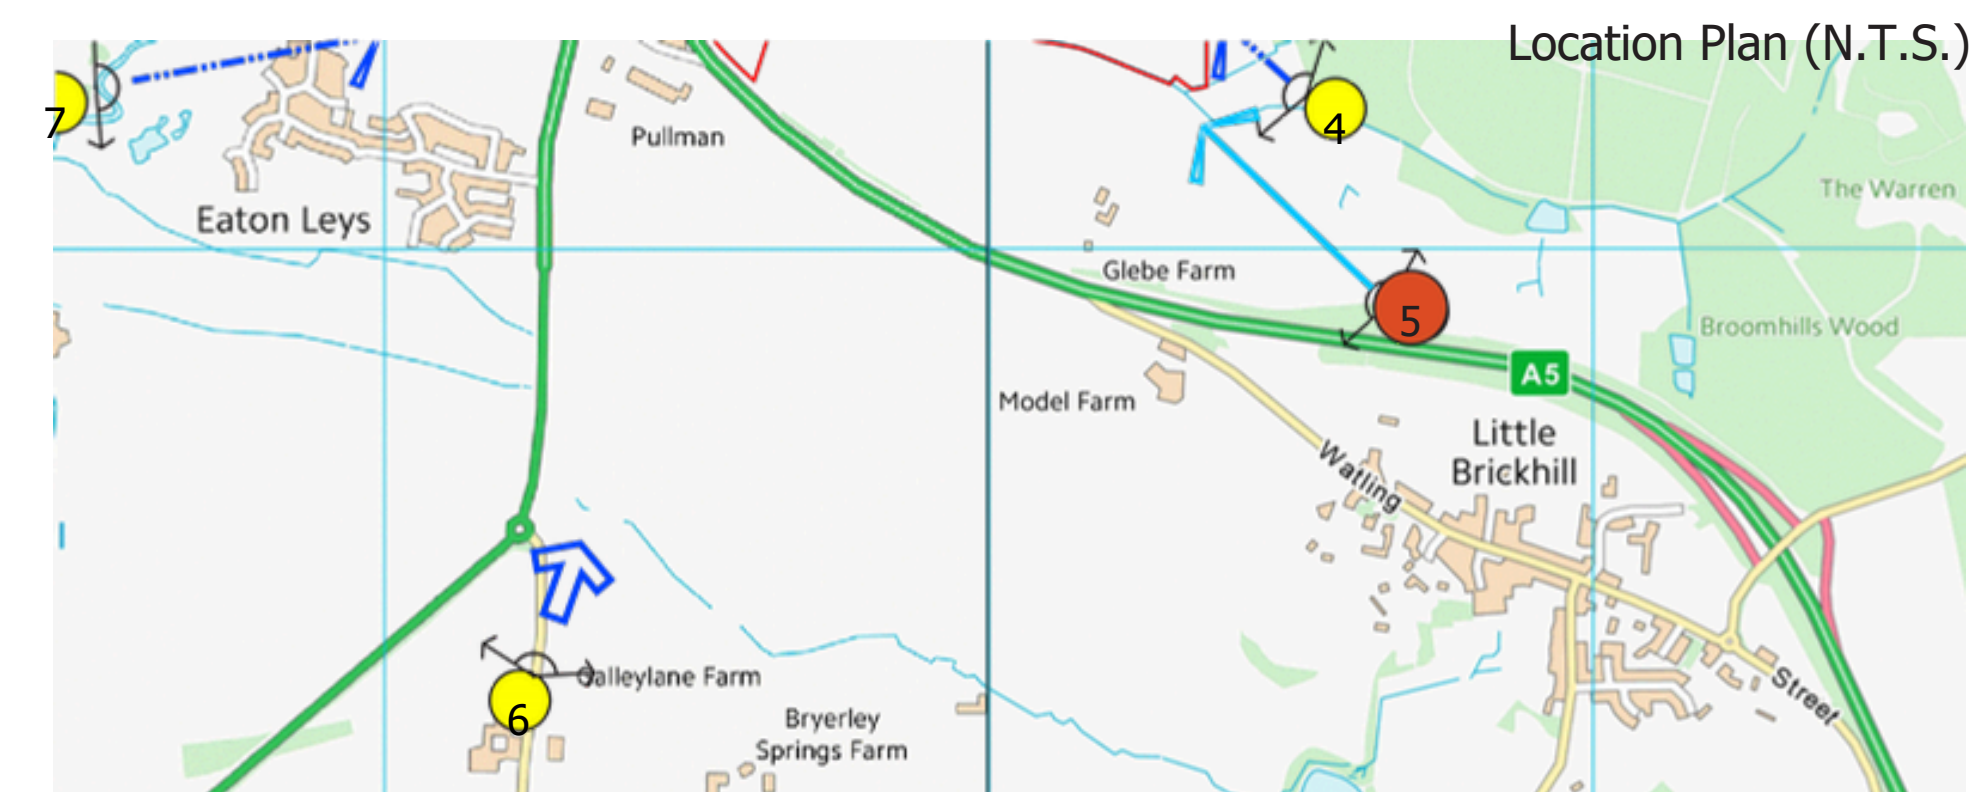 Location Plan (N.T.S.)
7
Pullman
4
The Warren
Eaton Leys
Glebe Farm
5
Broomhills Wood
A5
Model Farm
Little
Brickhill
Watling
Galleylane Farm
6
Bryerley
Springs Farm
Street